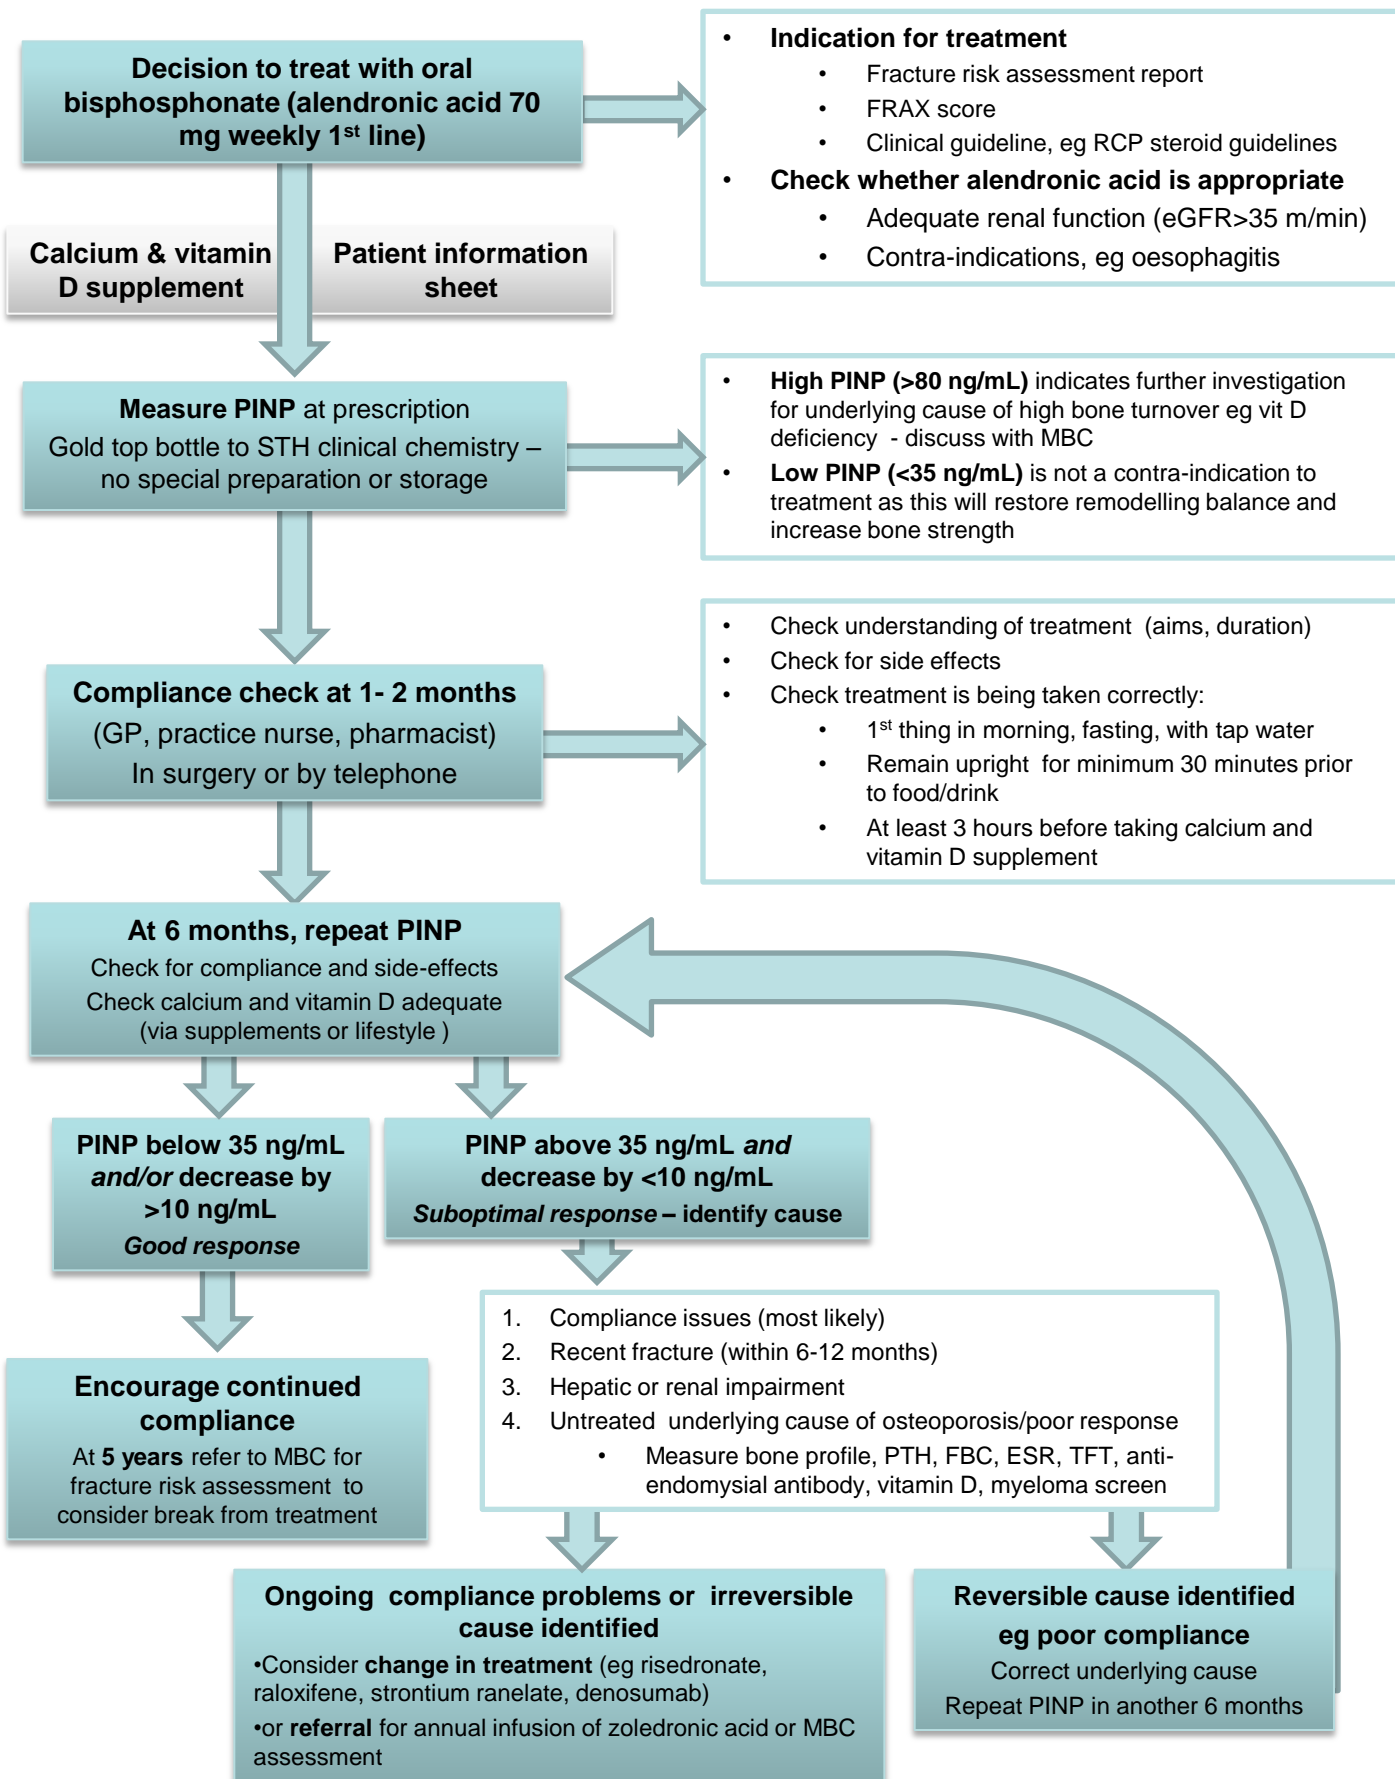 Decision to treat with oral
bisphosphonate (alendronic acid 70
mg weekly 1st line)
• Indication for treatment
• Fracture risk assessment report
• FRAX score
• Clinical guideline, eg RCP steroid guidelines
• Check whether alendronic acid is appropriate
• Adequate renal function (eGFR>35 m/min)
• Contra-indications, eg oesophagitis
Calcium & vitamin
D supplement
Patient information
sheet
Measure PINP at prescription
Gold top bottle to STH clinical chemistry –
no special preparation or storage
• High PINP (>80 ng/mL) indicates further investigation
for underlying cause of high bone turnover eg vit D
deficiency - discuss with MBC
• Low PINP (<35 ng/mL) is not a contra-indication to
treatment as this will restore remodelling balance and
increase bone strength
Compliance check at 1- 2 months
(GP, practice nurse, pharmacist)
In surgery or by telephone
• Check understanding of treatment (aims, duration)
• Check for side effects
• Check treatment is being taken correctly:
• 1st thing in morning, fasting, with tap water
• Remain upright for minimum 30 minutes prior
to food/drink
• At least 3 hours before taking calcium and
vitamin D supplement
At 6 months, repeat PINP
Check for compliance and side-effects
Check calcium and vitamin D adequate
(via supplements or lifestyle )
PINP below 35 ng/mL
and/or decrease by
>10 ng/mL
Good response
PINP above 35 ng/mL and
decrease by <10 ng/mL
Suboptimal response – identify cause
Encourage continued
compliance
At 5 years refer to MBC for
fracture risk assessment to
consider break from treatment
1. Compliance issues (most likely)
2. Recent fracture (within 6-12 months)
3. Hepatic or renal impairment
4. Untreated underlying cause of osteoporosis/poor response
• Measure bone profile, PTH, FBC, ESR, TFT, anti-
endomysial antibody, vitamin D, myeloma screen
Ongoing compliance problems or irreversible
cause identified
•Consider change in treatment (eg risedronate,
raloxifene, strontium ranelate, denosumab)
•or referral for annual infusion of zoledronic acid or MBC
assessment
Reversible cause identified
eg poor compliance
Correct underlying cause
Repeat PINP in another 6 months